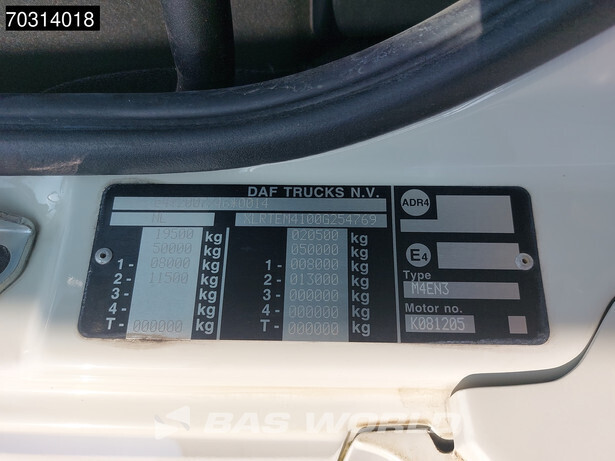 70314018
DAF TRUCKS N.V.
NL XLRTEM4100G254769
ADR4
19500 kg 020500 kg
50000 kg 050000 kg
1- 08000 kg 1- 008000 kg
2- 11500 kg 2- 013000 kg
3- kg 3- 000000 kg
4- kg 4- 000000 kg
T- 000000 kg T- 000000 kg
E4
Type
M4EN3
Motor no.
K081205
BAS WORLD